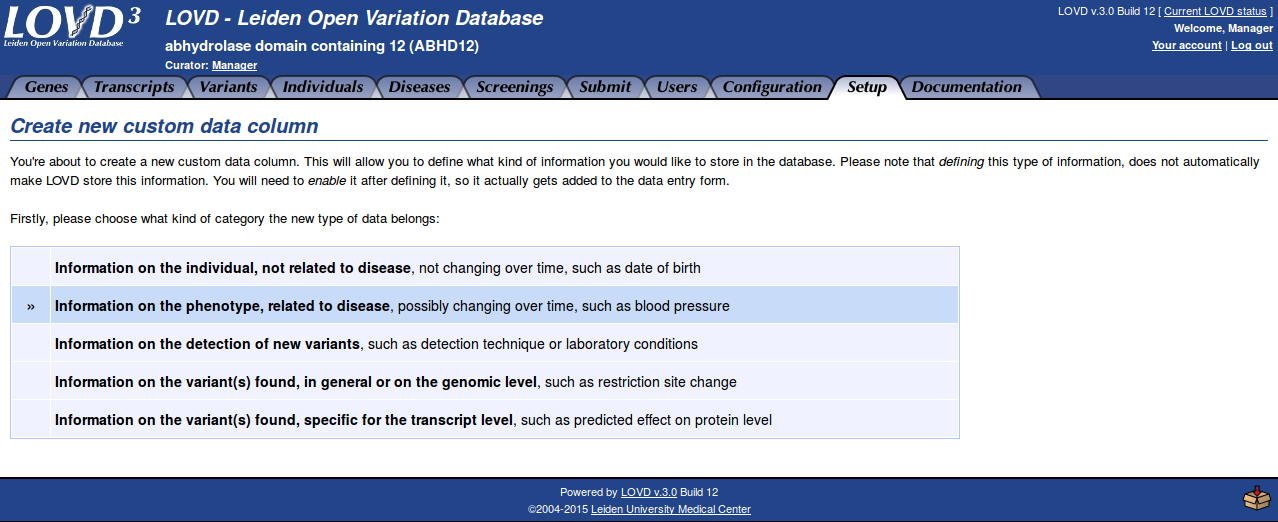 LOVD 3
Leiden Open Variation Database
LOVD - Leiden Open Variation Database
abhydrolase domain containing 12 (ABHD12)
Curator: Manager
LOVD v.3.0 Build 12 [ Current LOVD status ]
Welcome, Manager
Your account | Log out
Genes Transcripts Variants Individuals Diseases Screenings Submit Users Configuration Setup Documentation
Create new custom data column
You're about to create a new custom data column. This will allow you to define what kind of information you would like to store in the database. Please note that defining this type of information, does not automatically
make LOVD store this information. You will need to enable it after defining it, so it actually gets added to the data entry form.
Firstly, please choose what kind of category the new type of data belongs:
Information on the individual, not related to disease, not changing over time, such as date of birth
» Information on the phenotype, related to disease, possibly changing over time, such as blood pressure
Information on the detection of new variants, such as detection technique or laboratory conditions
Information on the variant(s) found, in general or on the genomic level, such as restriction site change
Information on the variant(s) found, specific for the transcript level, such as predicted effect on protein level
Powered by LOVD v.3.0 Build 12
©2004-2015 Leiden University Medical Center